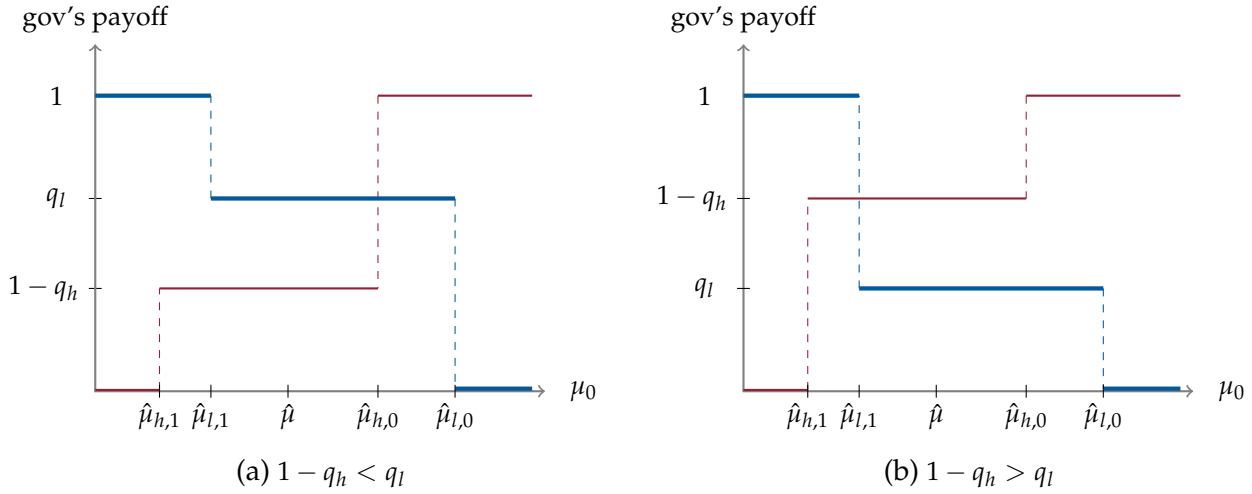 gov's payoff
1
q_l
1 − q_h
μ̂_{h,1} μ̂_{l,1} μ̂ μ̂_{h,0} μ̂_{l,0}
μ_0
(a) 1 − q_h < q_l
gov's payoff
1
1 − q_h
q_l
μ̂_{h,1} μ̂_{l,1} μ̂ μ̂_{h,0} μ̂_{l,0}
μ_0
(b) 1 − q_h > q_l